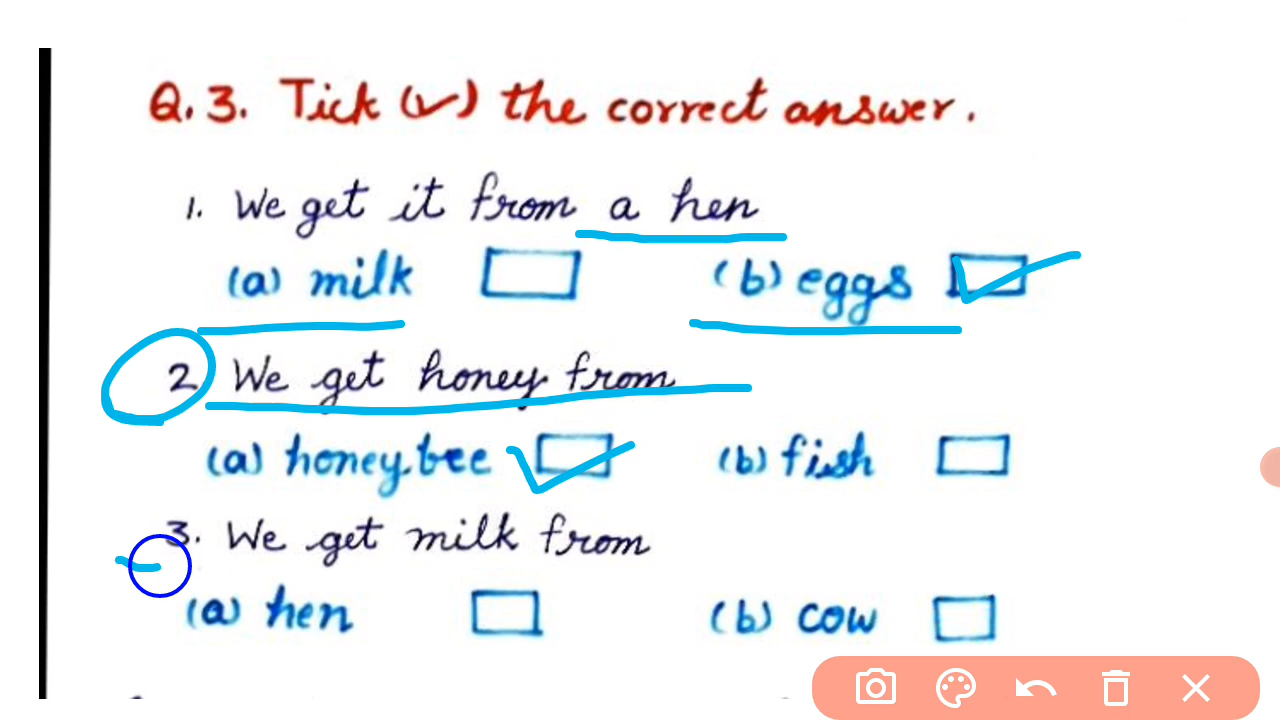 Q.3. Tick (✓) the correct answer.
1. We get it from a hen
(a) milk (b) eggs
2. We get honey from
(a) honey.bee (b) fish
3. We get milk from
(a) hen (b) cow